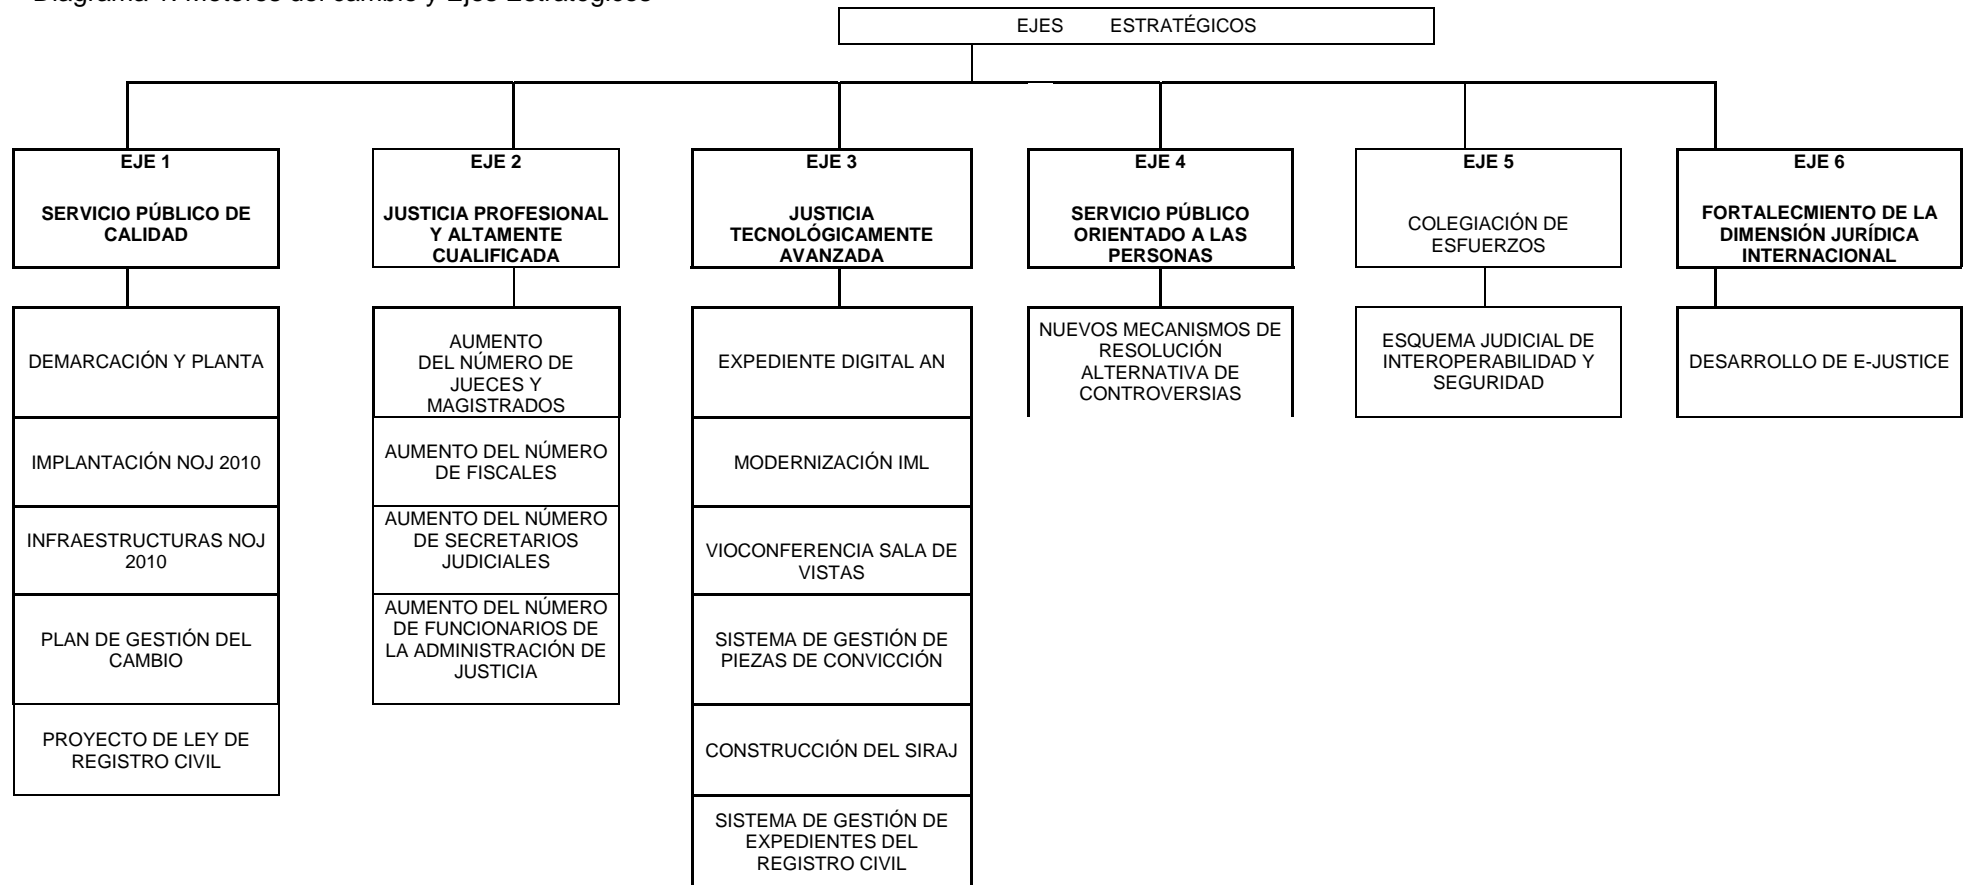 Diagrama 1. Motores del cambio y Ejes Estratégicos
EJES ESTRATÉGICOS
EJE 1
SERVICIO PÚBLICO DE
CALIDAD
DEMARCACIÓN Y PLANTA
IMPLANTACIÓN NOJ 2010
INFRAESTRUCTURAS NOJ
2010
PLAN DE GESTIÓN DEL
CAMBIO
PROYECTO DE LEY DE
REGISTRO CIVIL
EJE 2
JUSTICIA PROFESIONAL
Y ALTAMENTE
CUALIFICADA
AUMENTO
DEL NÚMERO DE
JUECES Y
MAGISTRADOS
AUMENTO DEL NÚMERO
DE FISCALES
AUMENTO DEL NÚMERO
DE SECRETARIOS
JUDICIALES
AUMENTO DEL NÚMERO
DE FUNCIONARIOS DE
LA ADMINISTRACIÓN DE
JUSTICIA
EJE 3
JUSTICIA
TECNOLÓGICAMENTE
AVANZADA
EXPEDIENTE DIGITAL AN
MODERNIZACIÓN IML
VIOCONFERENCIA SALA DE
VISTAS
SISTEMA DE GESTIÓN DE
PIEZAS DE CONVICCIÓN
CONSTRUCCIÓN DEL SIRAJ
SISTEMA DE GESTIÓN DE
EXPEDIENTES DEL
REGISTRO CIVIL
EJE 4
SERVICIO PÚBLICO
ORIENTADO A LAS
PERSONAS
NUEVOS MECANISMOS DE
RESOLUCIÓN
ALTERNATIVA DE
CONTROVERSIAS
EJE 5
COLEGIACIÓN DE
ESFUERZOS
ESQUEMA JUDICIAL DE
INTEROPERABILIDAD Y
SEGURIDAD
EJE 6
FORTALECMIENTO DE LA
DIMENSIÓN JURÍDICA
INTERNACIONAL
DESARROLLO DE E-JUSTICE